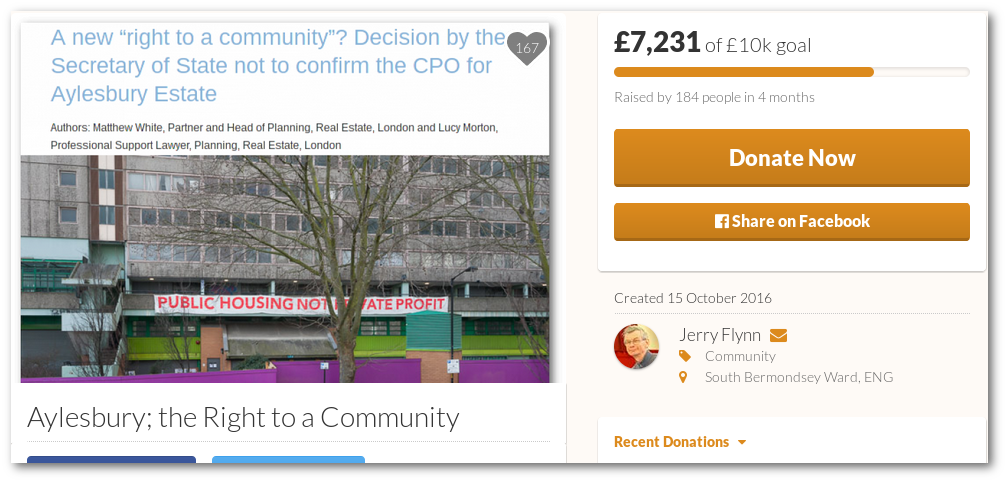 A new “right to a community”? Decision by the
Secretary of State not to confirm the CPO for
Aylesbury Estate
167
Authors: Matthew White, Partner and Head of Planning, Real Estate, London and Lucy Morton,
Professional Support Lawyer, Planning, Real Estate, London
PUBLIC HOUSING NOT PRIVATE PROFIT
Aylesbury; the Right to a Community
£7,231 of £10k goal
Raised by 184 people in 4 months
Donate Now
Share on Facebook
Created 15 October 2016
Jerry Flynn
Community
South Bermondsey Ward, ENG
Recent Donations